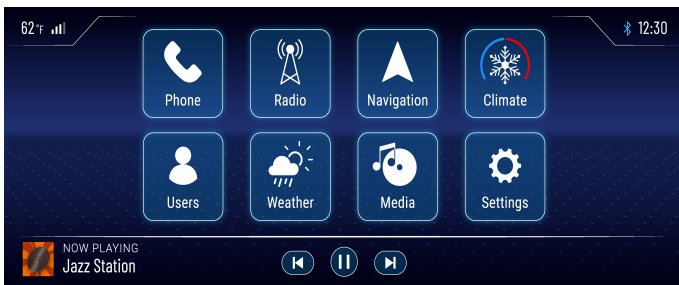 62°F
12:30
Phone
Radio
Navigation
Climate
Users
Weather
Media
Settings
NOW PLAYING
Jazz Station